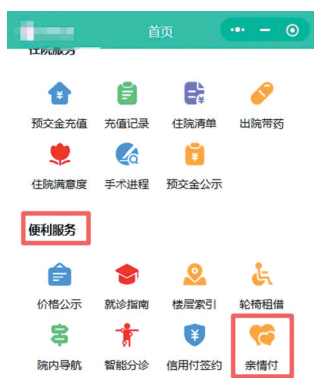 首页
住院服务
预交金充值 充值记录 住院清单 出院带药
住院满意度 手术进程 预交金公示
便利服务
价格公示 就诊指南 楼层索引 轮椅租借
院内导航 智能分诊 信用付签约 亲情付